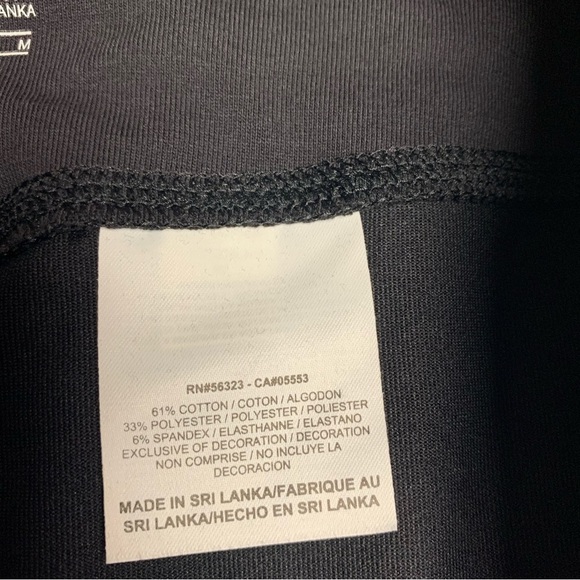 ANKA
M
RN#56323 - CA#05553
61% COTTON / COTON / ALGODON
33% POLYESTER / POLYESTER / POLIESTER
6% SPANDEX / ELASTHANNE / ELASTANO
EXCLUSIVE OF DECORATION / DECORATION
NON COMPRISE / NO INCLUYE LA
DECORACION
MADE IN SRI LANKA/FABRIQUE AU
SRI LANKA/HECHO EN SRI LANKA